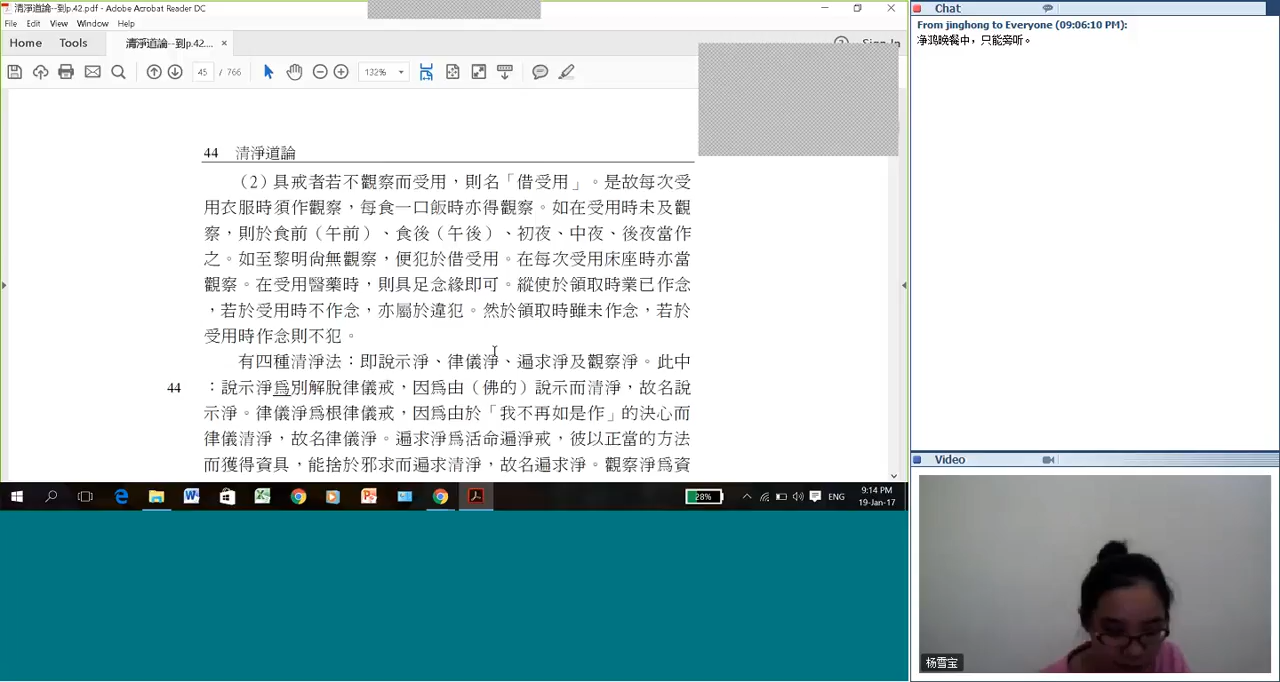 清淨道論--到p.42.pdf - Adobe Acrobat Reader DC
File Edit View Window Help
Home Tools 清淨道論--到p.42.... × Sign In
45 / 766 132%
44 清淨道論
(2)具戒者若不觀察而受用,則名「借受用」。是故每次受
用衣服時須作觀察,每食一口飯時亦得觀察。如在受用時未及觀
察,則於食前(午前)、食後(午後)、初夜、中夜、後夜當作
之。如至黎明尙無觀察,便犯於借受用。在每次受用床座時亦當
觀察。在受用醫藥時,則具足念緣即可。縱使於領取時業已作念
,若於受用時不作念,亦屬於違犯。然於領取時雖未作念,若於
受用時作念則不犯。
有四種清淨法:即說示淨、律儀淨、遍求淨及觀察淨。此中
44 :說示淨爲別解脫律儀戒,因爲由(佛的)說示而清淨,故名說
示淨。律儀淨爲根律儀戒,因爲由於「我不再如是作」的決心而
律儀清淨,故名律儀淨。遍求淨爲活命遍淨戒,彼以正當的方法
而獲得資具,能捨於邪求而遍求清淨,故名遍求淨。觀察淨爲資
28% ENG 9:14 PM
19-Jan-17
Chat
From jinghong to Everyone (09:06:10 PM):
净鸿晚餐中,只能旁听。
Video
杨雪宝